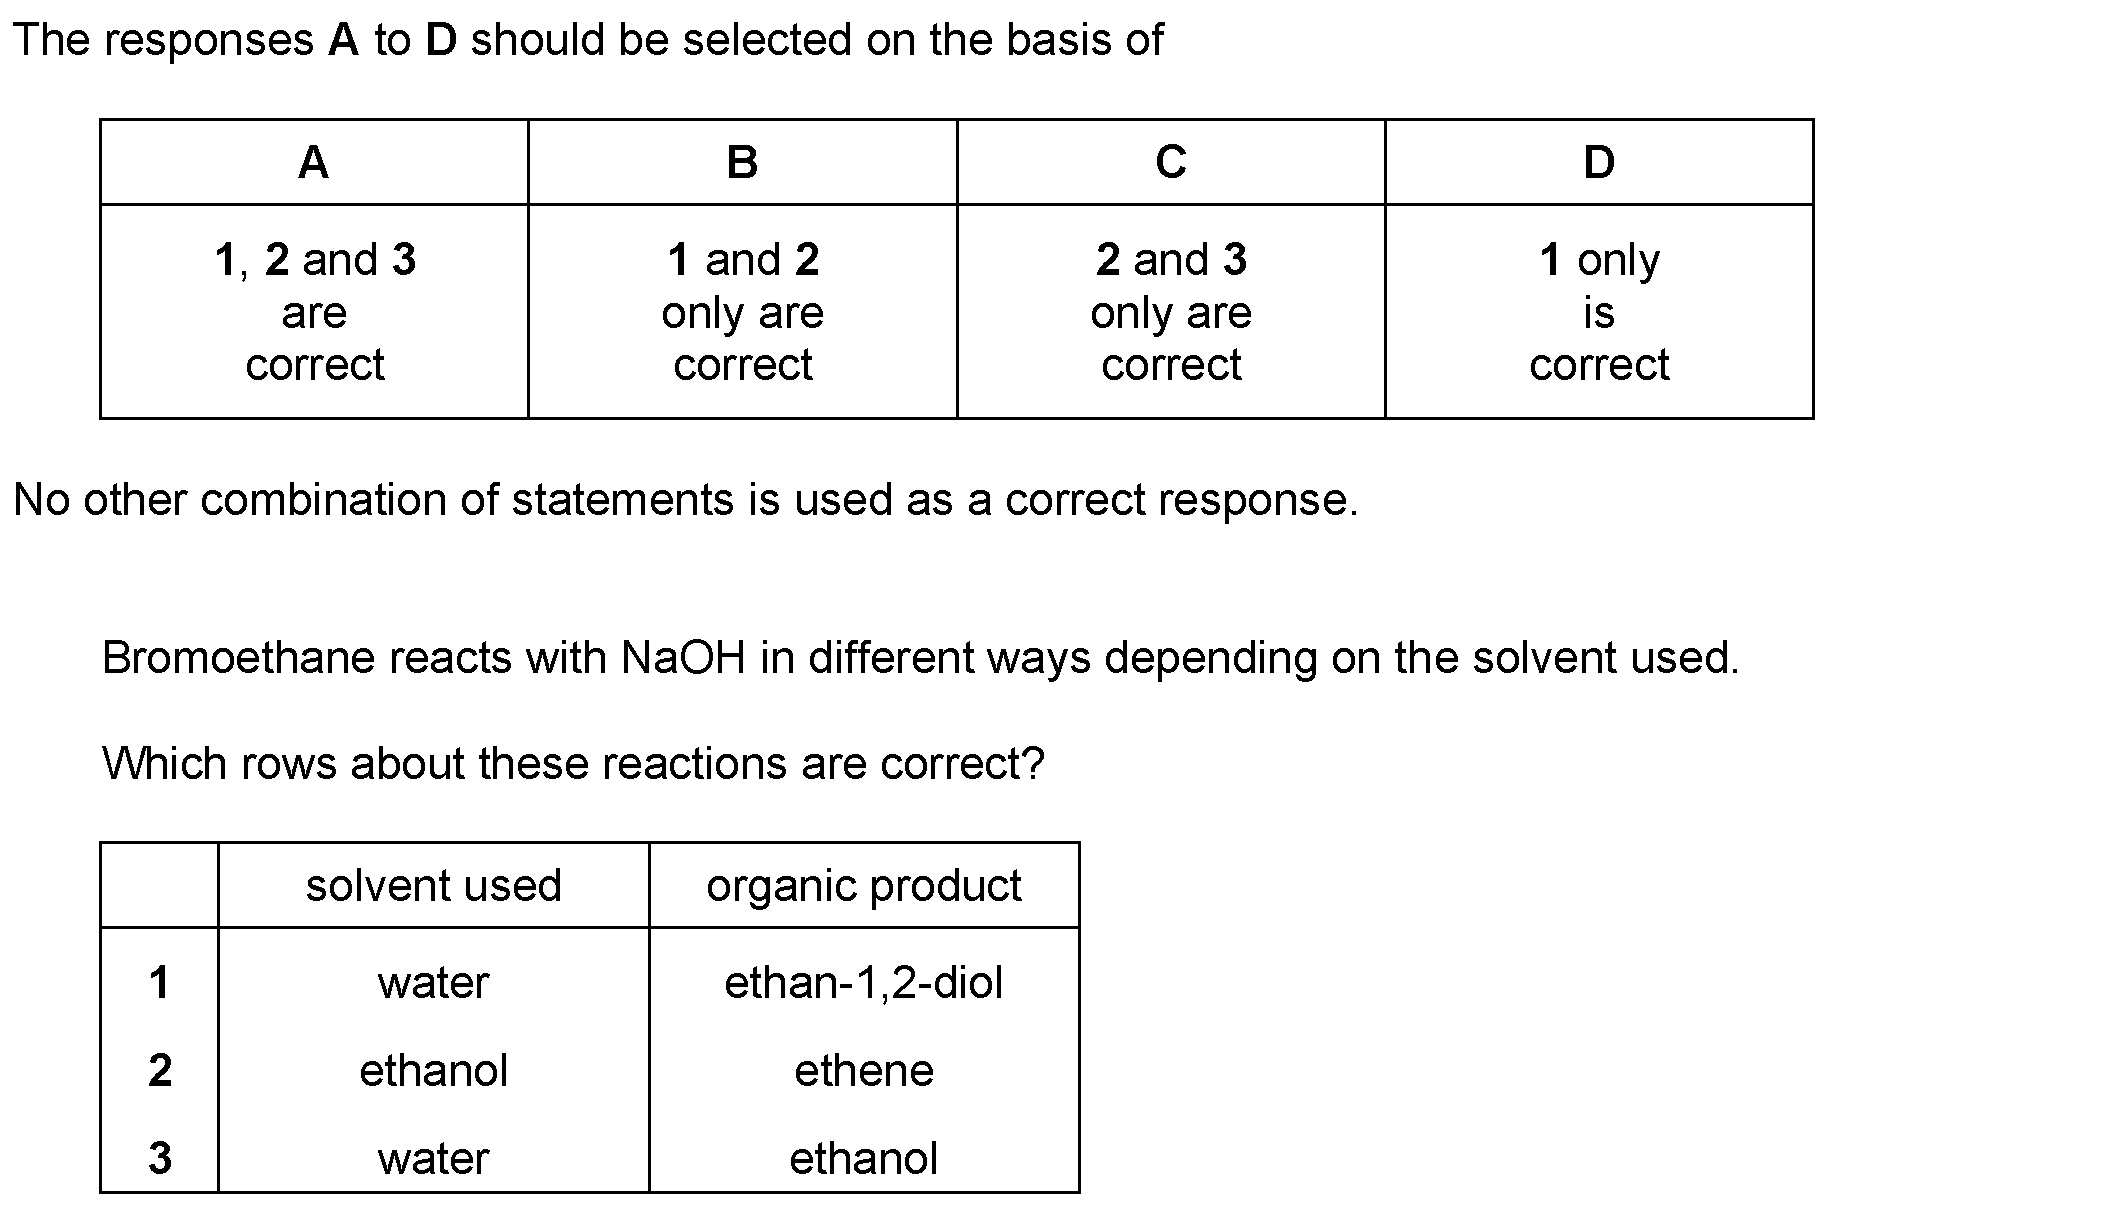 The responses A to D should be selected on the basis of
A B C D
1, 2 and 3 1 and 2 2 and 3 1 only
are only are only are is
correct correct correct correct
No other combination of statements is used as a correct response.
Bromoethane reacts with NaOH in different ways depending on the solvent used.
Which rows about these reactions are correct?
solvent used organic product
1 water ethan-1,2-diol
2 ethanol ethene
3 water ethanol